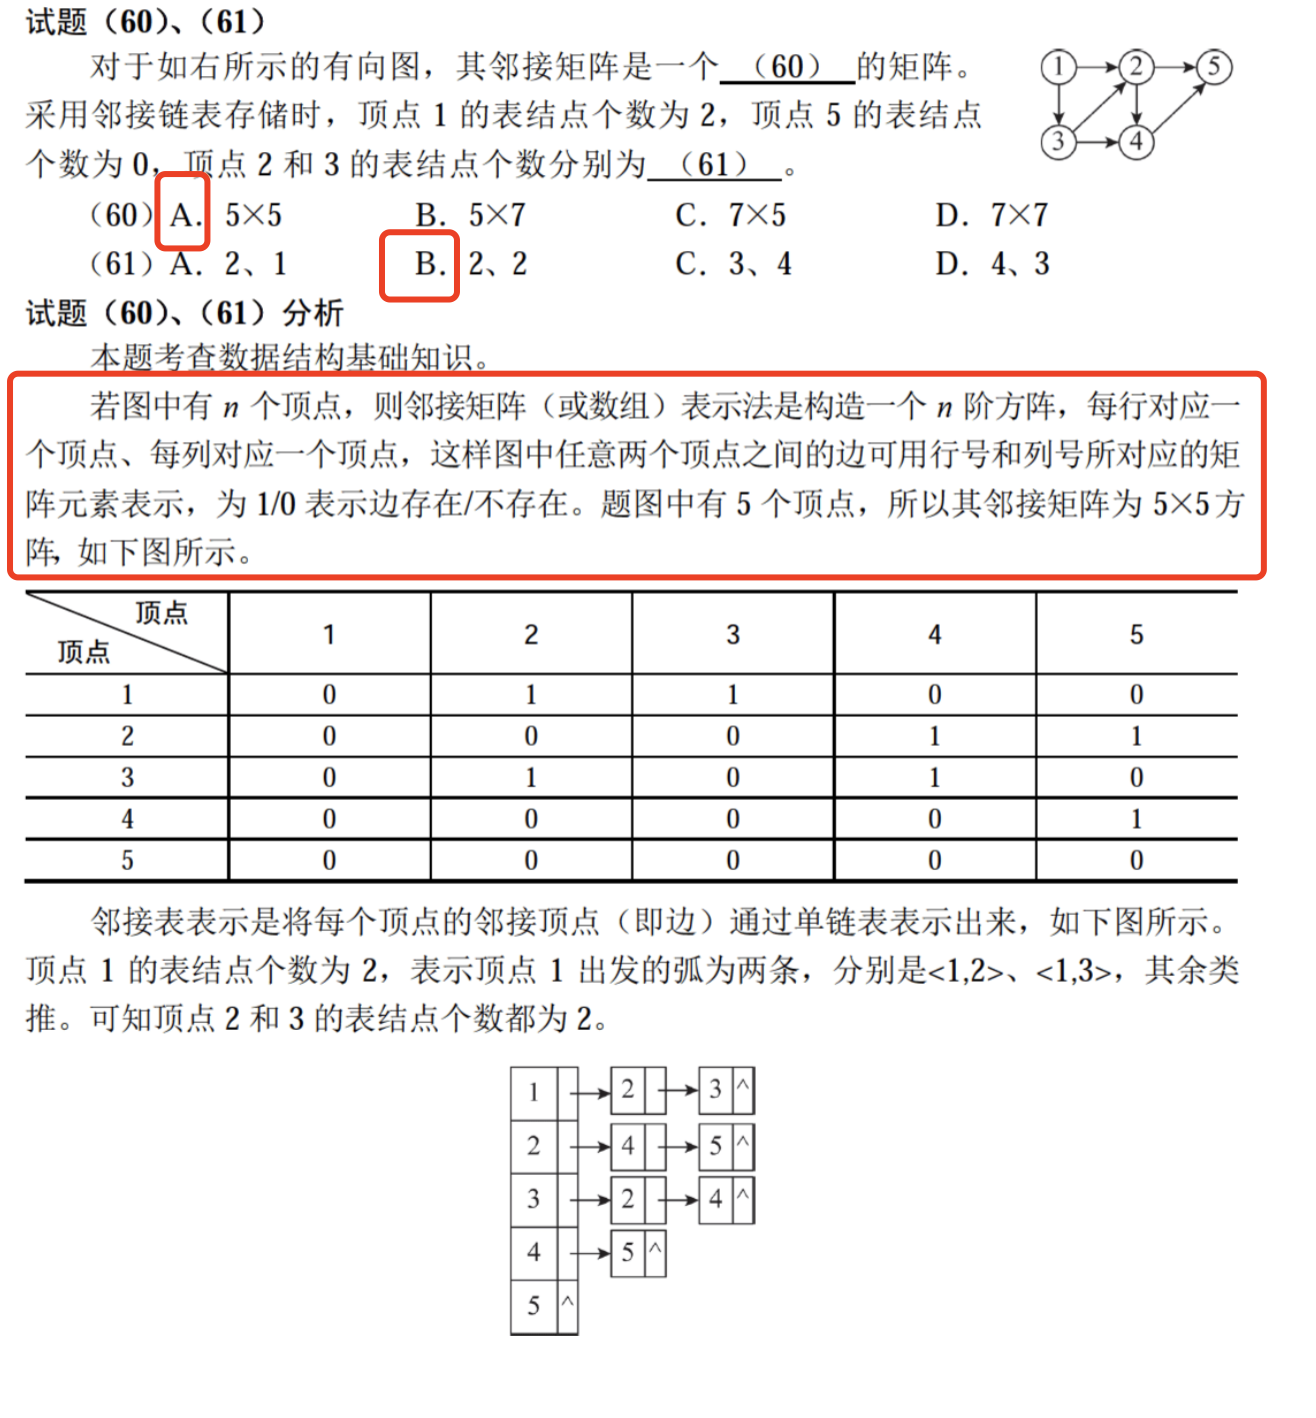 试题（60）、（61）
对于如右所示的有向图，其邻接矩阵是一个 （60） 的矩阵。
采用邻接链表存储时，顶点 1 的表结点个数为 2，顶点 5 的表结点
个数为 0，顶点 2 和 3 的表结点个数分别为 （61） 。
1 2 5
3 4
（60）A． 5×5 B． 5×7 C． 7×5 D． 7×7
（61）A． 2、1 B． 2、2 C． 3、4 D． 4、3
试题（60）、（61）分析
本题考查数据结构基础知识。
若图中有 n 个顶点，则邻接矩阵（或数组）表示法是构造一个 n 阶方阵，每行对应一
个顶点、每列对应一个顶点，这样图中任意两个顶点之间的边可用行号和列号所对应的矩
阵元素表示，为 1/0 表示边存在/不存在。题图中有 5 个顶点，所以其邻接矩阵为 5×5 方
阵，如下图所示。
顶点
顶点 1 2 3 4 5
1 0 1 1 0 0
2 0 0 0 1 1
3 0 1 0 1 0
4 0 0 0 0 1
5 0 0 0 0 0
邻接表表示是将每个顶点的邻接顶点（即边）通过单链表表示出来，如下图所示。
顶点 1 的表结点个数为 2，表示顶点 1 出发的弧为两条，分别是<1,2>、<1,3>，其余类
推。可知顶点 2 和 3 的表结点个数都为 2。
1 2 3 ^
2 4 5 ^
3 2 4 ^
4 5 ^
5 ^